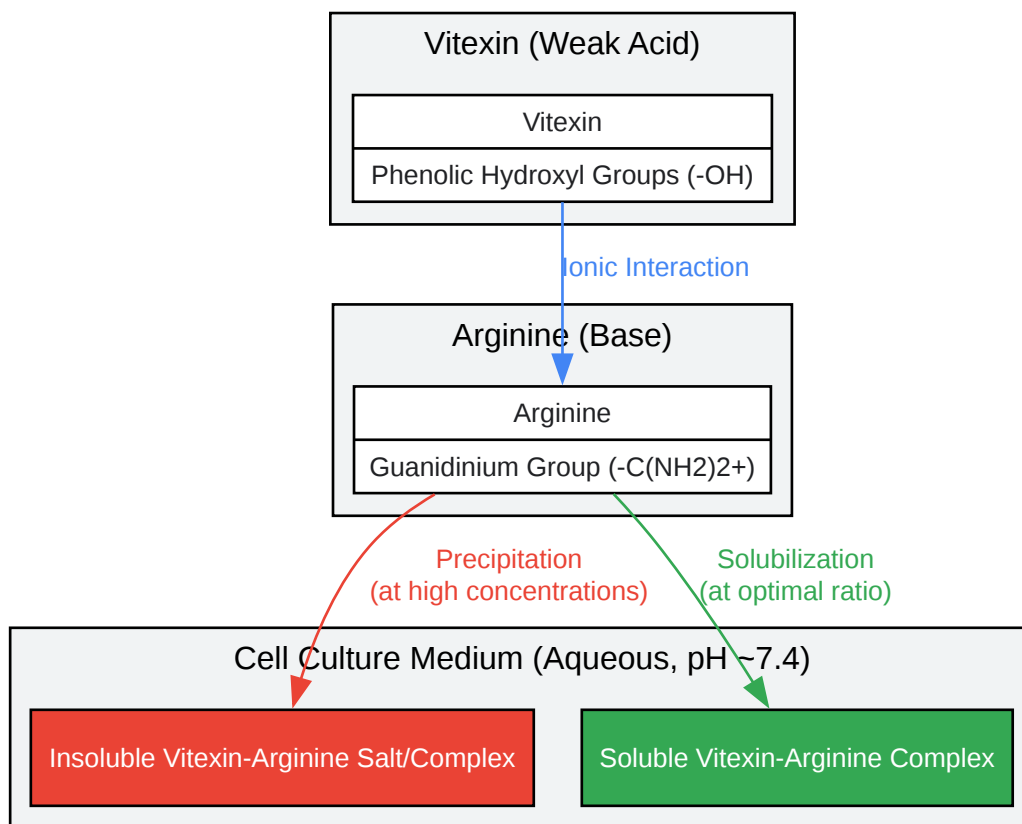 Vitexin (Weak Acid)
Vitexin
Phenolic Hydroxyl Groups (-OH)
Ionic Interaction
Arginine (Base)
Arginine
Guanidinium Group (-C(NH2)2+)
Precipitation
(at high concentrations)
Solubilization
(at optimal ratio)
Cell Culture Medium (Aqueous, pH ~7.4)
Insoluble Vitexin-Arginine Salt/Complex
Soluble Vitexin-Arginine Complex